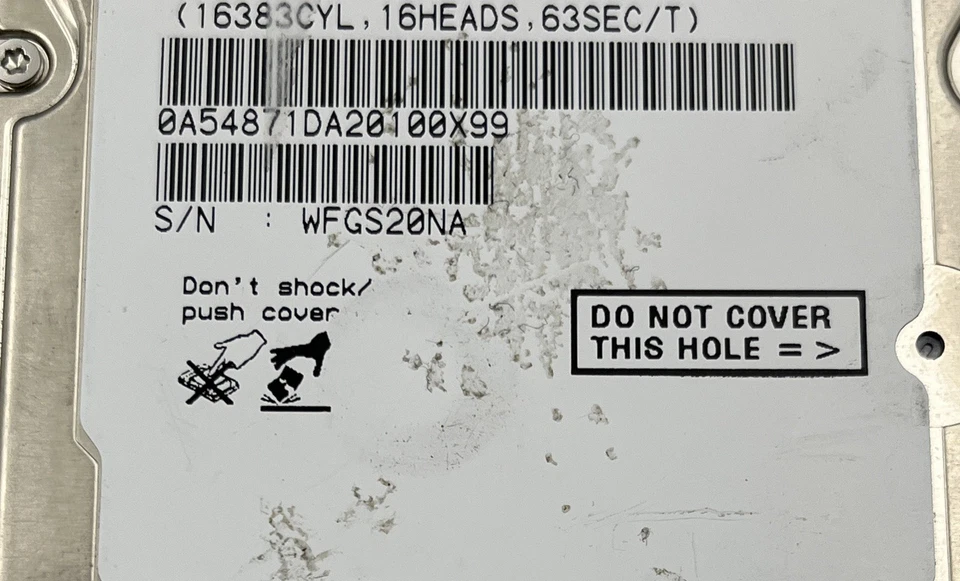 (16383CYL,16HEADS,63SEC/T)
0A54871DA20100X99
S/N : WFGS20NA
Don't shock/
push cover
DO NOT COVER
THIS HOLE = >